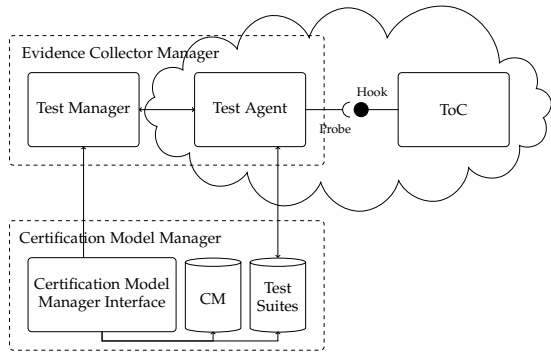 Evidence Collector Manager
Test Manager
Test Agent
Hook
Probe
ToC
Certification Model Manager
Certification Model
Manager Interface
CM
Test
Suites